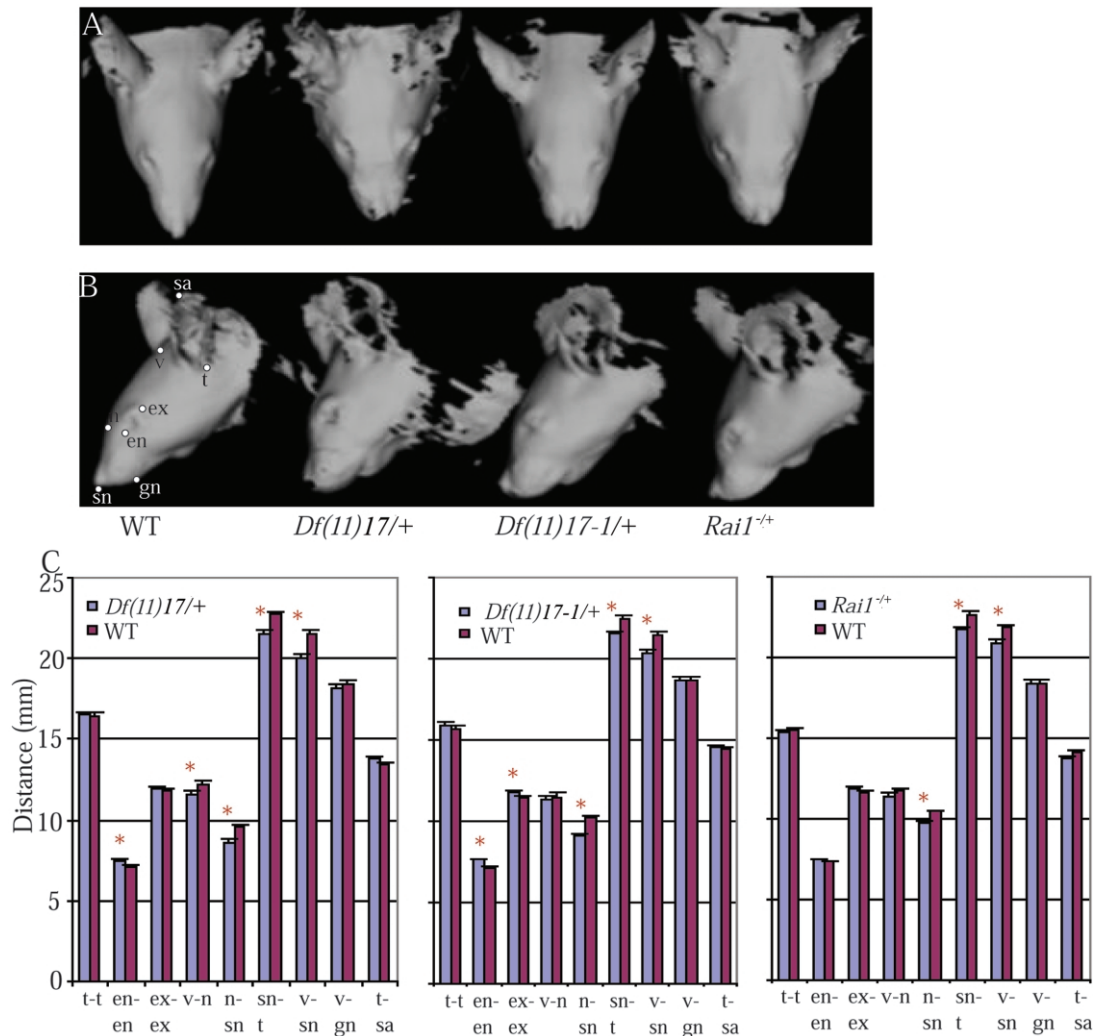 A
B
sa
v
t
ex
n
en
sn
gn
WT
Df(11)17/+
Df(11)17-1/+
Rai1-/+
C
Distance (mm)
25
20
15
10
5
0
Df(11)17/+
WT
* * * * *
t-t en-en ex-ex v-n n-sn sn-t v-sn v-gn t-sa
Df(11)17-1/+
WT
* * * * *
t-t en-en ex-ex v-n n-sn sn-t v-sn v-gn t-sa
Rai1-/+
WT
* * *
t-t en-en ex-ex v-n n-sn sn-t v-sn v-gn t-sa